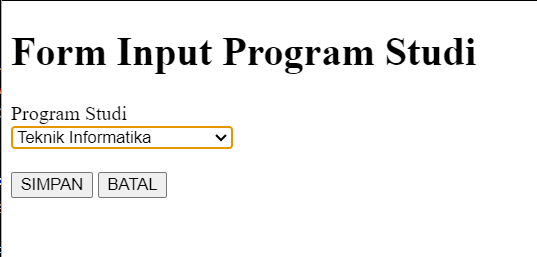 Form Input Program Studi
Program Studi
Teknik Informatika
SIMPAN BATAL